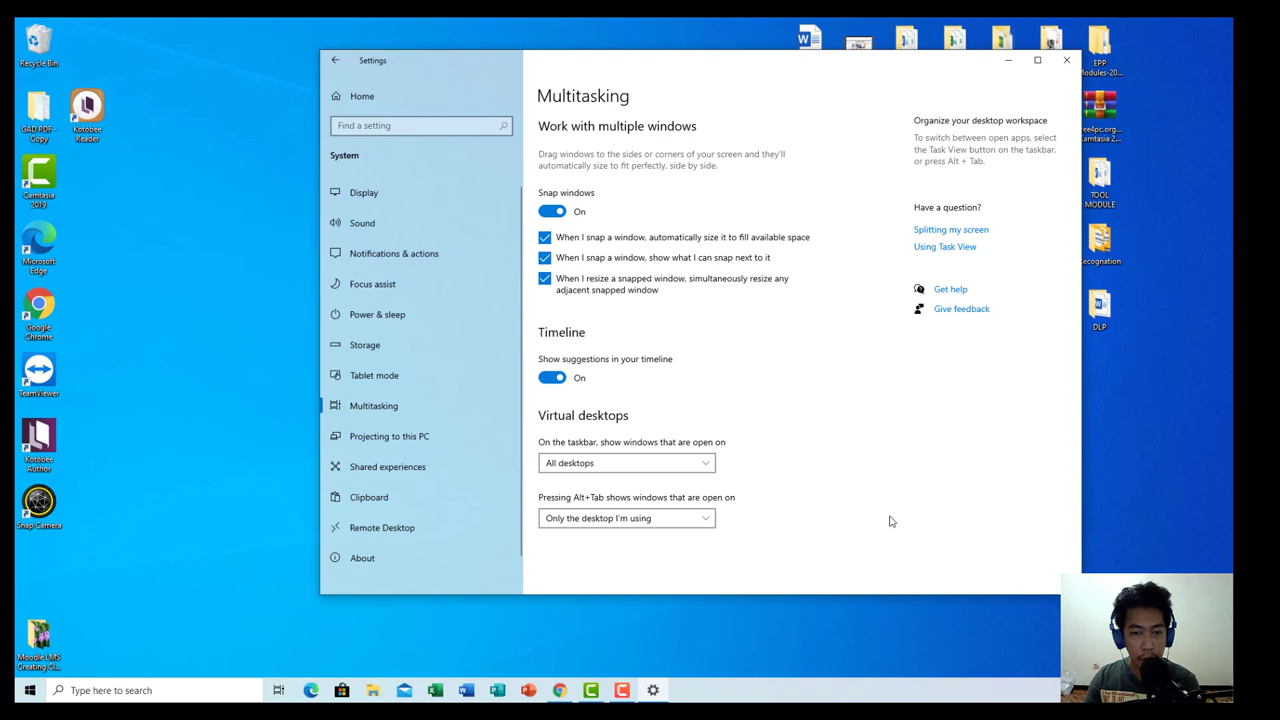 Recycle Bin
GAD PDF - Copy
Kotobee Reader
Camtasia 2019
Microsoft Edge
Google Chrome
TeamViewer
Kotobee Author
Snap Camera
Moodle LMS Creating Cl...
Settings
Home
Find a setting
System
Display
Sound
Notifications & actions
Focus assist
Power & sleep
Storage
Tablet mode
Multitasking
Projecting to this PC
Shared experiences
Clipboard
Remote Desktop
About
Multitasking
Work with multiple windows
Drag windows to the sides or corners of your screen and they'll
automatically size to fit perfectly, side by side.
Snap windows
On
When I snap a window, automatically size it to fill available space
When I snap a window, show what I can snap next to it
When I resize a snapped window, simultaneously resize any
adjacent snapped window
Timeline
Show suggestions in your timeline
On
Virtual desktops
On the taskbar, show windows that are open on
All desktops
Pressing Alt+Tab shows windows that are open on
Only the desktop I'm using
Organize your desktop workspace
To switch between open apps, select
the Task View button on the taskbar,
or press Alt + Tab.
Have a question?
Splitting my screen
Using Task View
Get help
Give feedback
EPP
Modules-20...
ree4pc.org...
Camtasia 2...
TOOL
MODULE
Recognation
DLP
Type here to search